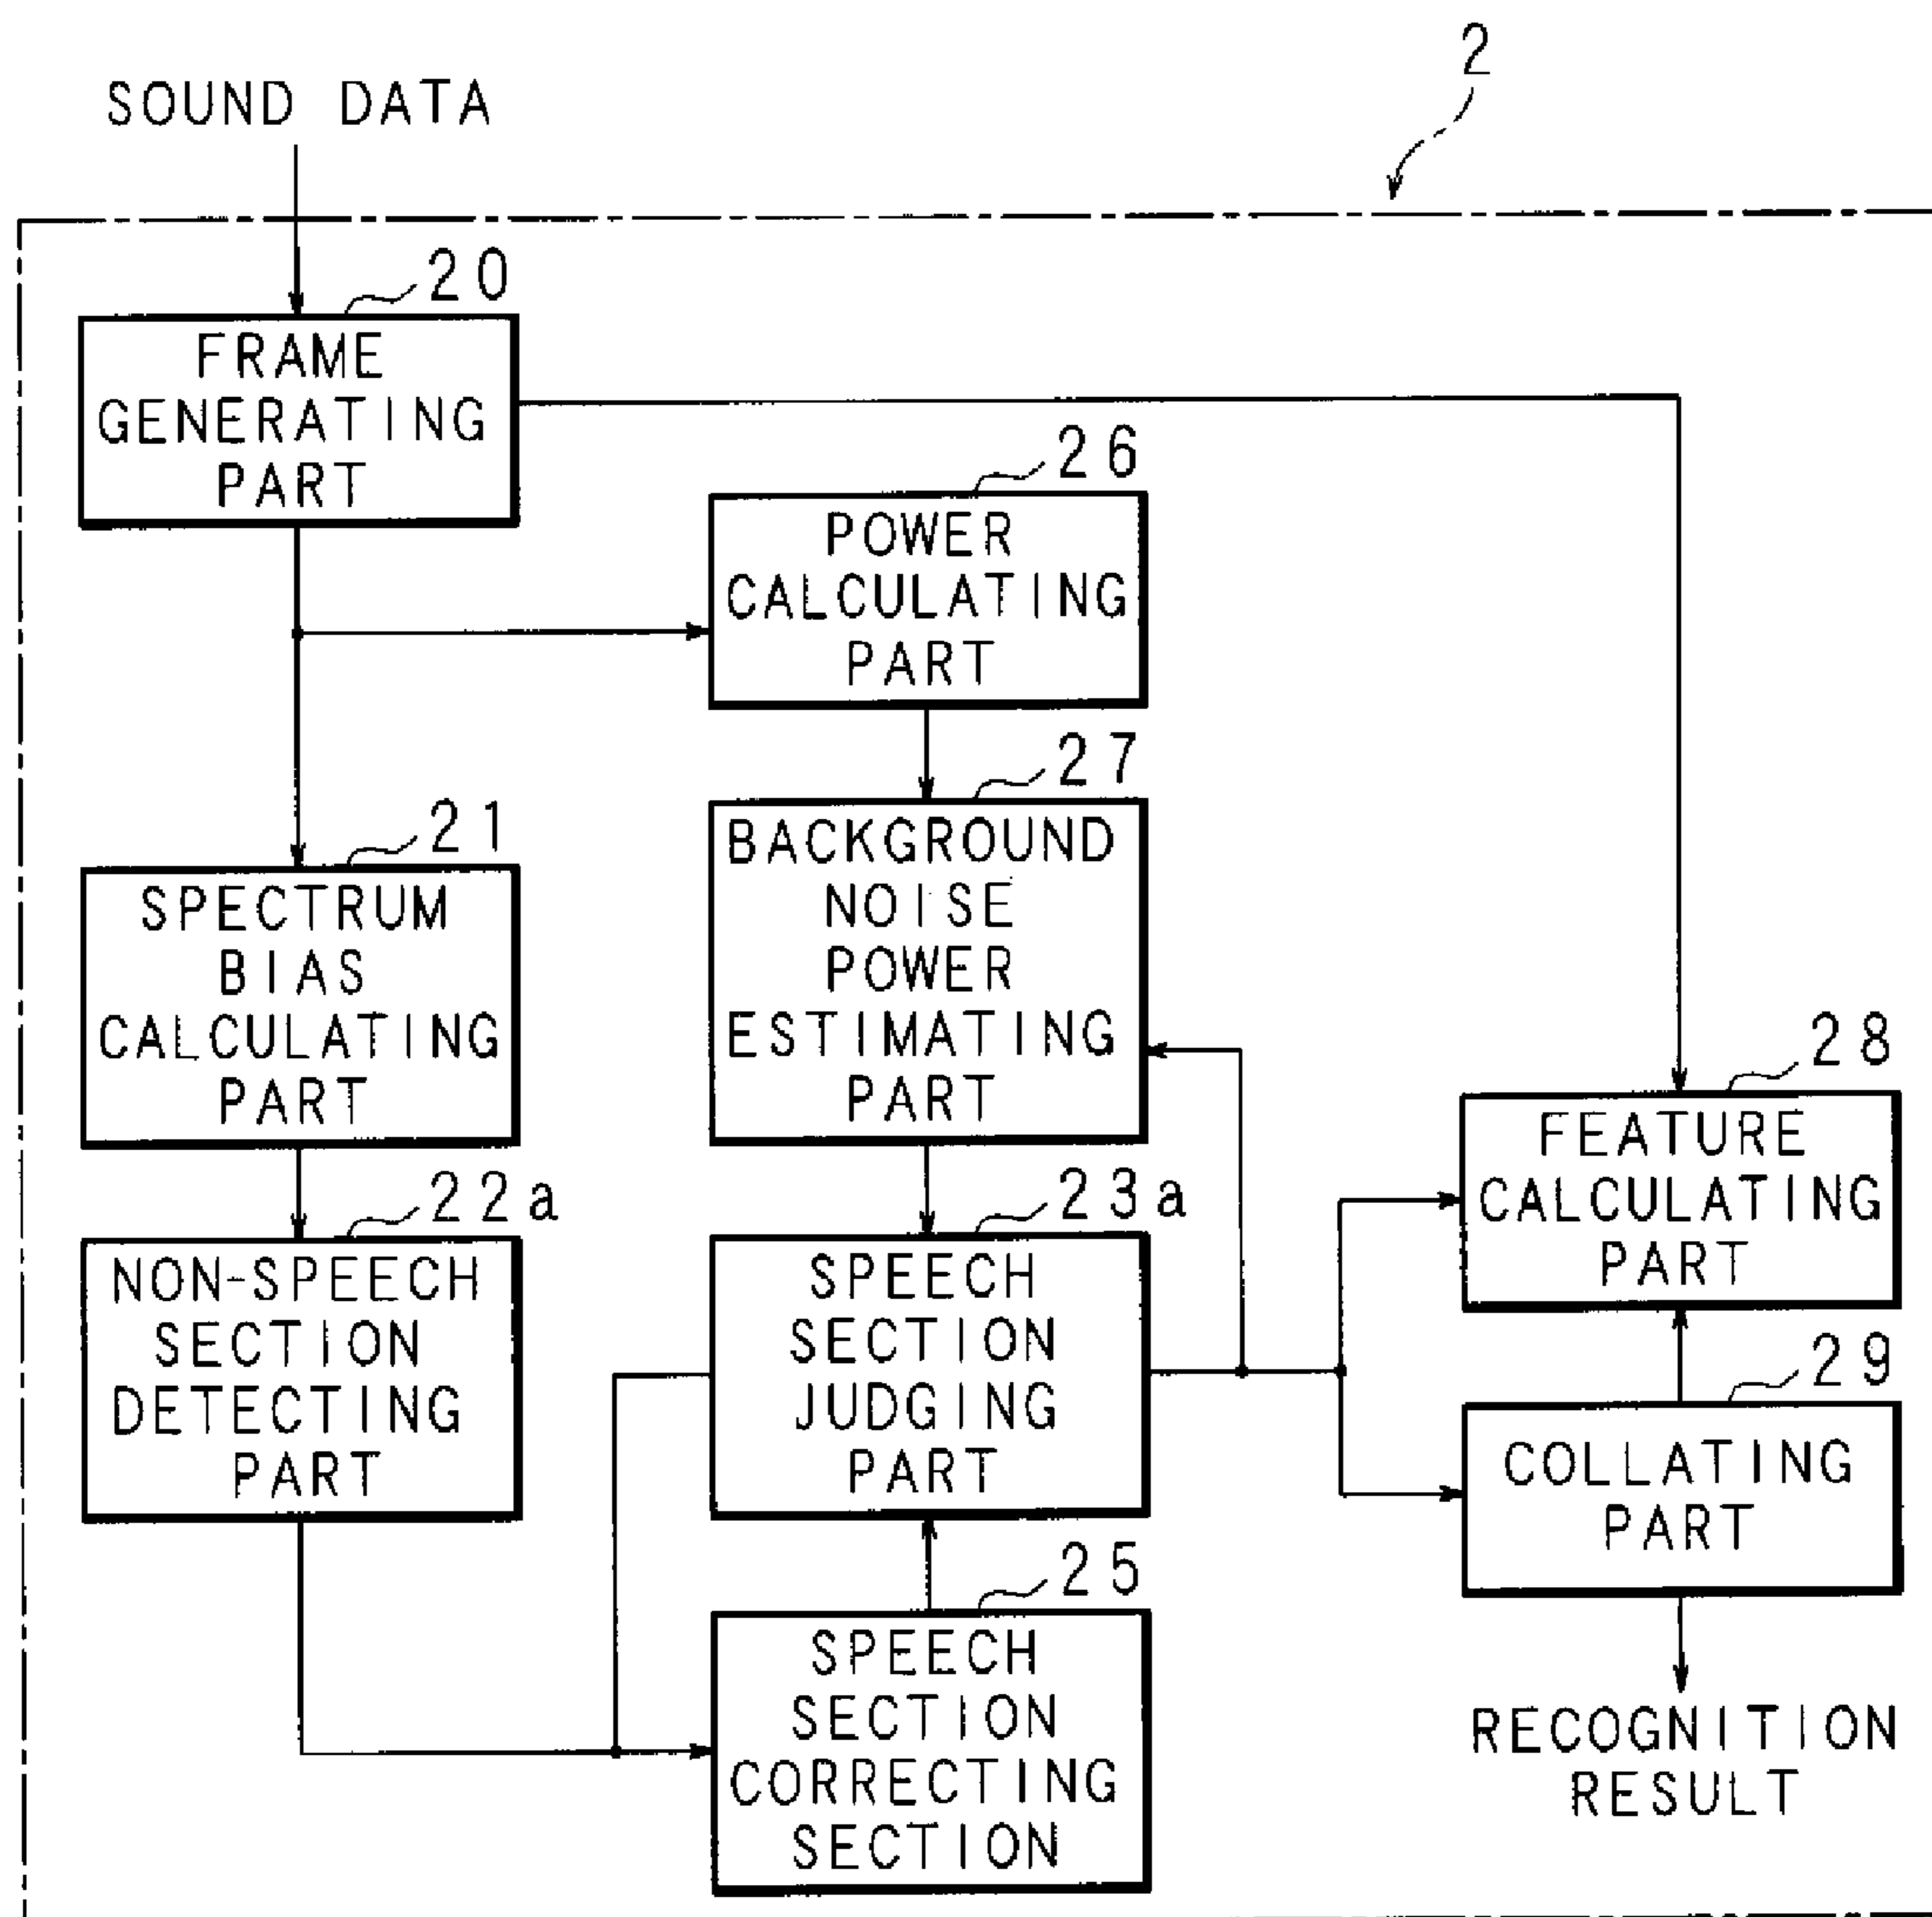 2
SOUND DATA
20
FRAME
GENERATING
PART
26
POWER
CALCULATING
PART
27
BACKGROUND
NOISE
POWER
ESTIMATING
PART
21
SPECTRUM
BIAS
CALCULATING
PART
22a
NON-SPEECH
SECTION
DETECTING
PART
23a
SPEECH
SECTION
JUDGING
PART
28
FEATURE
CALCULATING
PART
29
COLLATING
PART
25
SPEECH
SECTION
CORRECTING
SECTION
RECOGNITION
RESULT